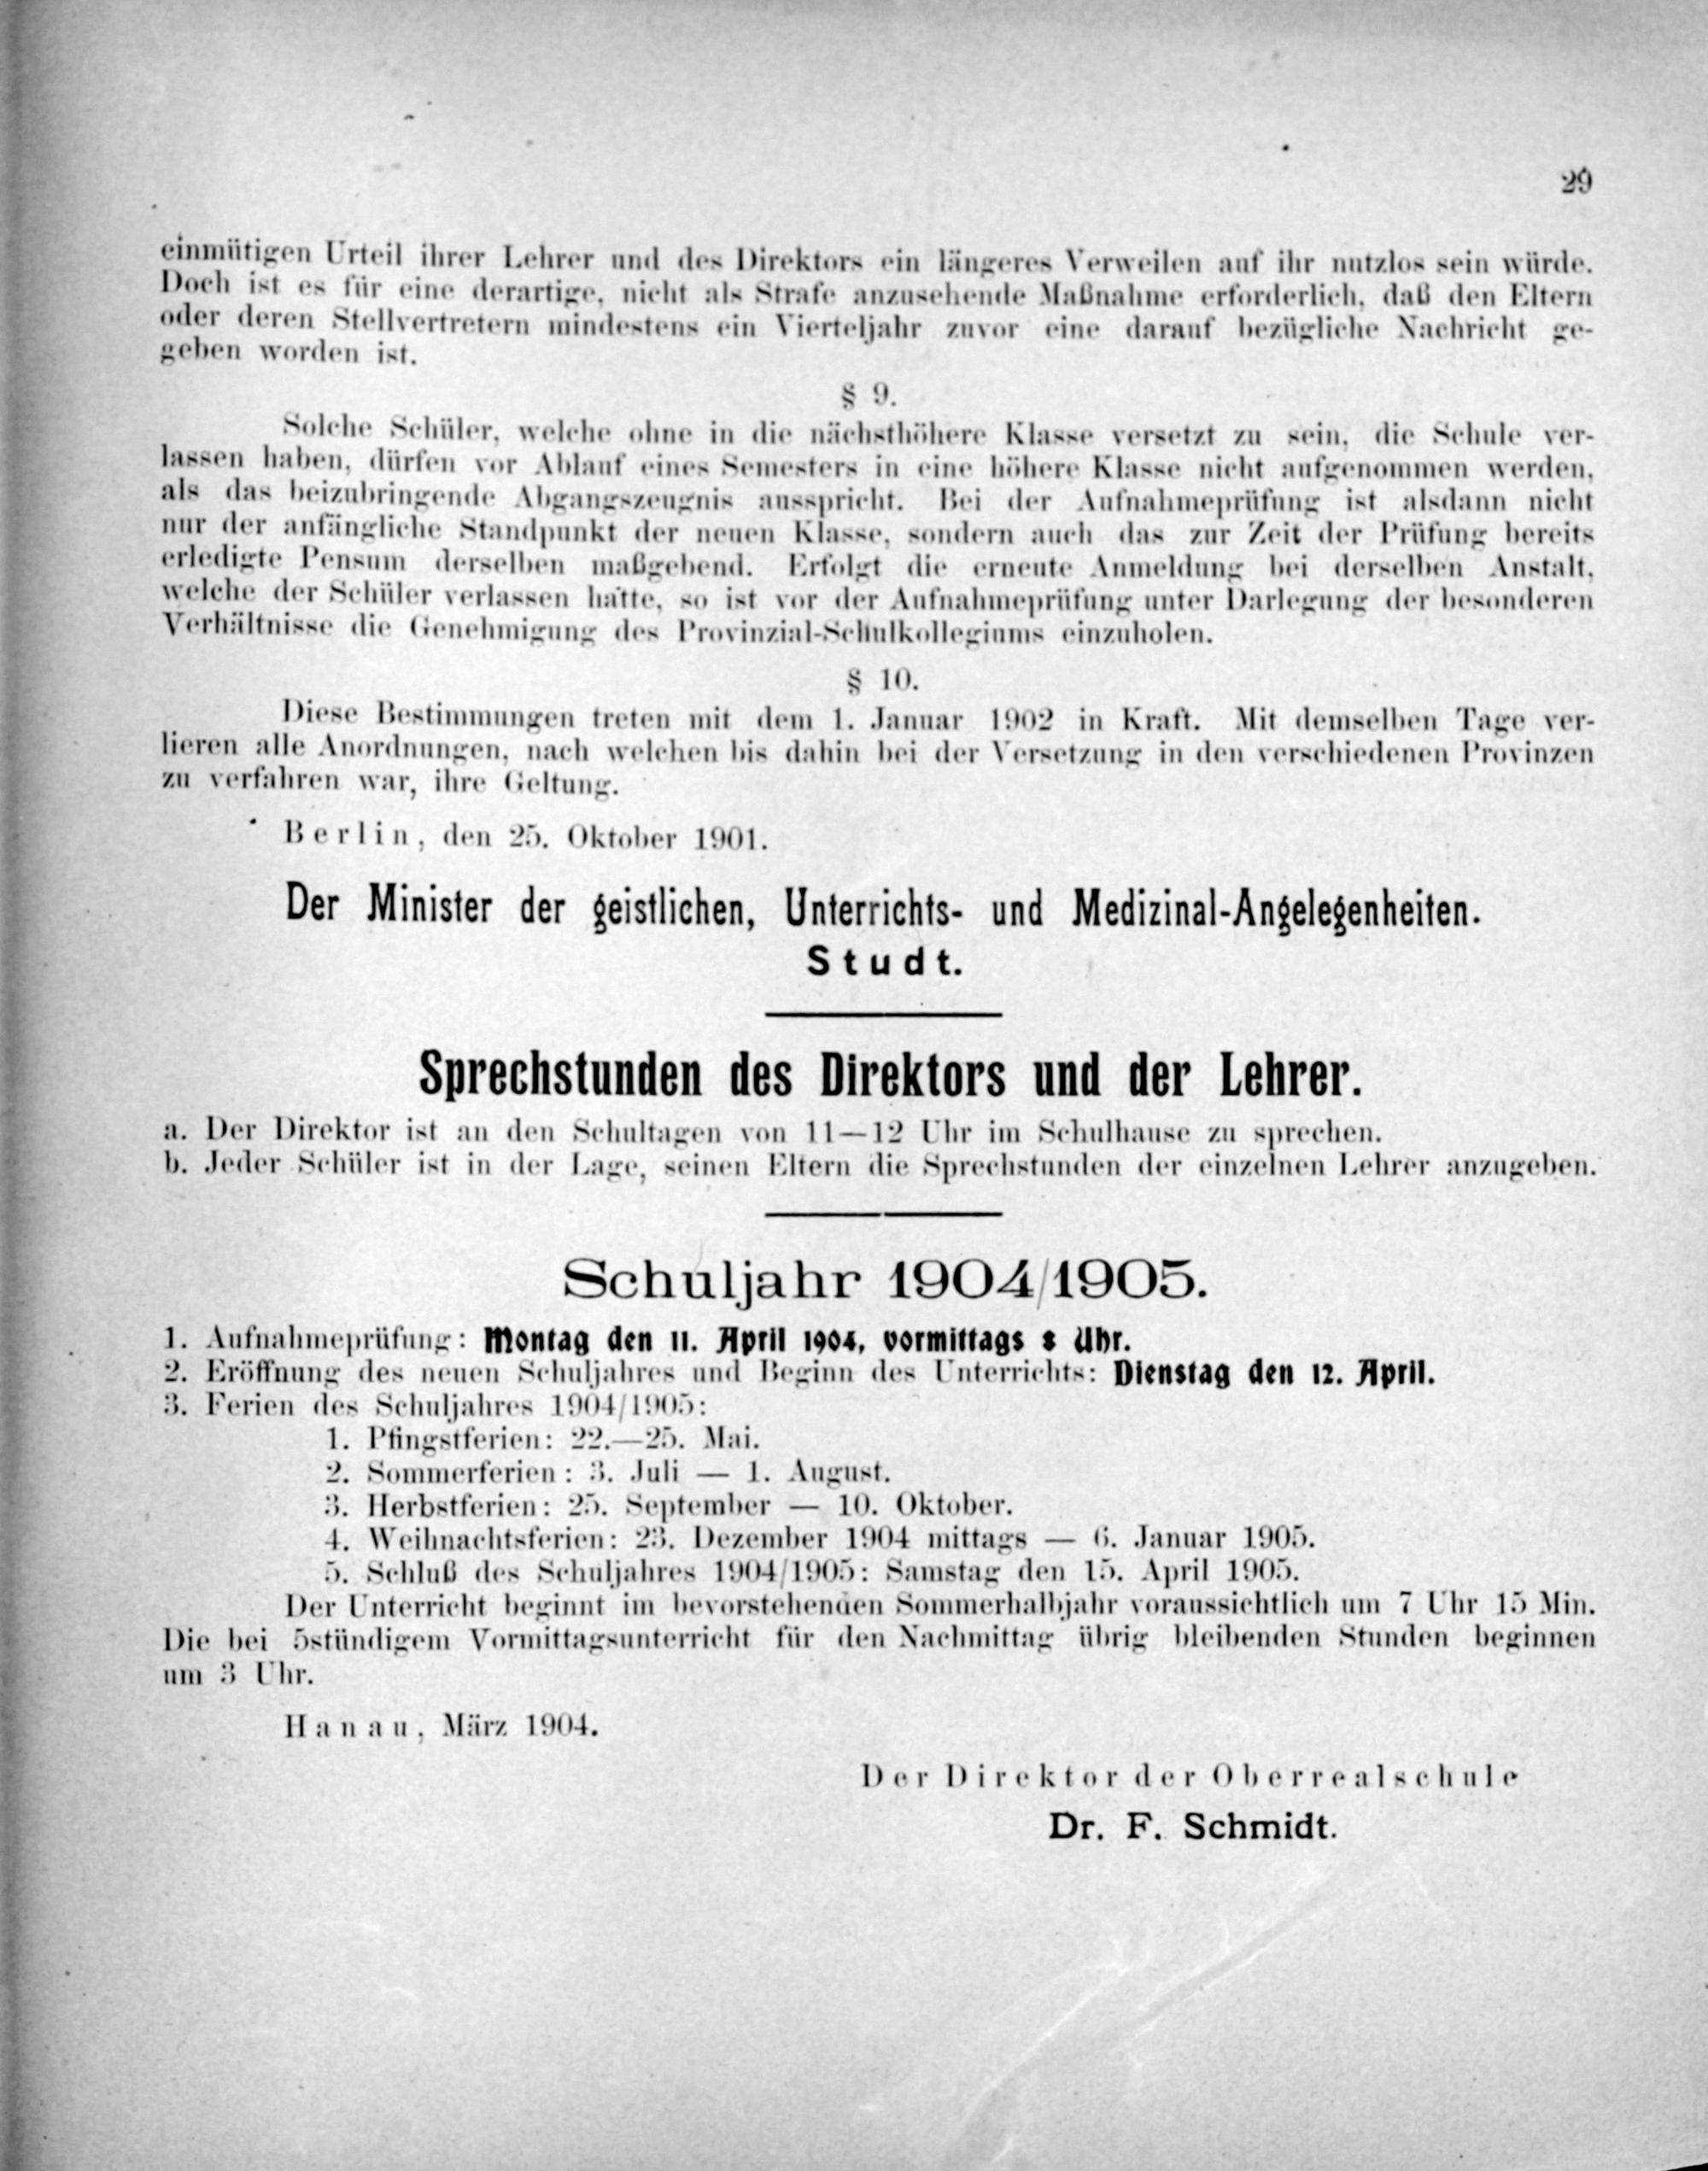 29
einmütigen Urteil ihrer Lehrer und des Direktors ein längeres Verweilen auf ihr nutzlos sein würde.
Doch ist es für eine derartige, nicht als Strafe anzusehende Maßnahme erforderlich, daß den Eltern
oder deren Stellvertretern mindestens ein Vierteljahr zuvor eine darauf bezügliche Nachricht ge-
geben worden ist.
§ 9.
Solche Schüler, welche ohne in die nächsthöhere Klasse versetzt zu sein, die Schule ver-
lassen haben, dürfen vor Ablauf eines Semesters in eine höhere Klasse nicht aufgenommen werden,
als das beizubringende Abgangszeugnis ausspricht. Bei der Aufnahmeprüfung ist alsdann nicht
nur der anfängliche Standpunkt der neuen Klasse, sondern auch das zur Zeit der Prüfung bereits
erledigte Pensum derselben maßgebend. Erfolgt die erneute Anmeldung bei derselben Anstalt,
welche der Schüler verlassen hatte, so ist vor der Aufnahmeprüfung unter Darlegung der besonderen
Verhältnisse die Genehmigung des Provinzial-Schulkollegiums einzuholen.
§ 10.
Diese Bestimmungen treten mit dem 1. Januar 1902 in Kraft. Mit demselben Tage ver-
lieren alle Anordnungen, nach welchen bis dahin bei der Versetzung in den verschiedenen Provinzen
zu verfahren war, ihre Geltung.
Berlin, den 25. Oktober 1901.
Der Minister der geistlichen, Unterrichts- und Medizinal-Angelegenheiten.
Studt.
Sprechstunden des Direktors und der Lehrer.
a. Der Direktor ist an den Schultagen von 11—12 Uhr im Schulhause zu sprechen.
b. Jeder Schüler ist in der Lage, seinen Eltern die Sprechstunden der einzelnen Lehrer anzugeben.
Schuljahr 1904/1905.
1. Aufnahmeprüfung: Montag den 11. April 1904, vormittags 8 Uhr.
2. Eröffnung des neuen Schuljahres und Beginn des Unterrichts: Dienstag den 12. April.
3. Ferien des Schuljahres 1904/1905:
1. Pfingstferien: 22.—25. Mai.
2. Sommerferien: 3. Juli — 1. August.
3. Herbstferien: 25. September — 10. Oktober.
4. Weihnachtsferien: 23. Dezember 1904 mittags — 6. Januar 1905.
5. Schluß des Schuljahres 1904/1905: Samstag den 15. April 1905.
Der Unterricht beginnt im bevorstehenden Sommerhalbjahr voraussichtlich um 7 Uhr 15 Min.
Die bei 5stündigem Vormittagsunterricht für den Nachmittag übrig bleibenden Stunden beginnen
um 3 Uhr.
Hanau, März 1904.
Der Direktor der Oberrealschule
Dr. F. Schmidt.